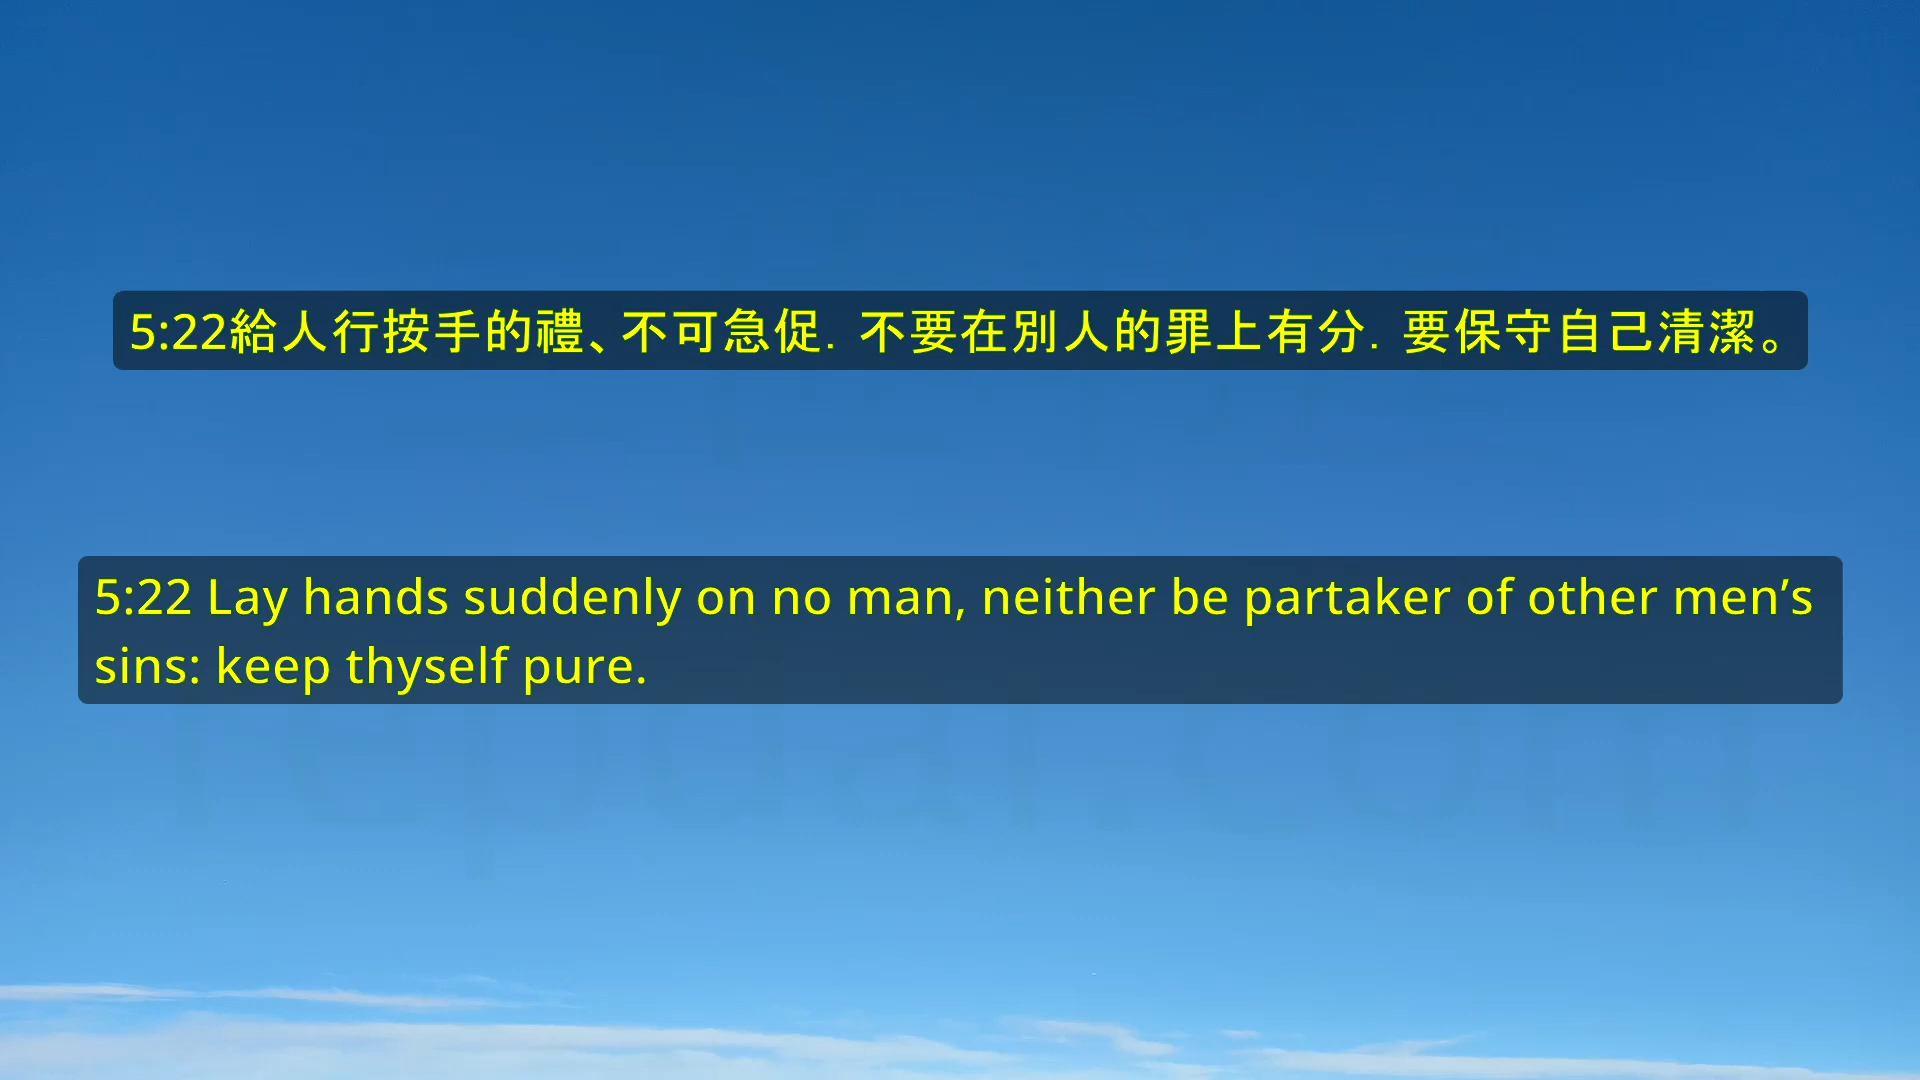 5:22給人行按手的禮、不可急促．不要在別人的罪上有分．要保守自己清潔。
5:22 Lay hands suddenly on no man, neither be partaker of other men’s
sins: keep thyself pure.